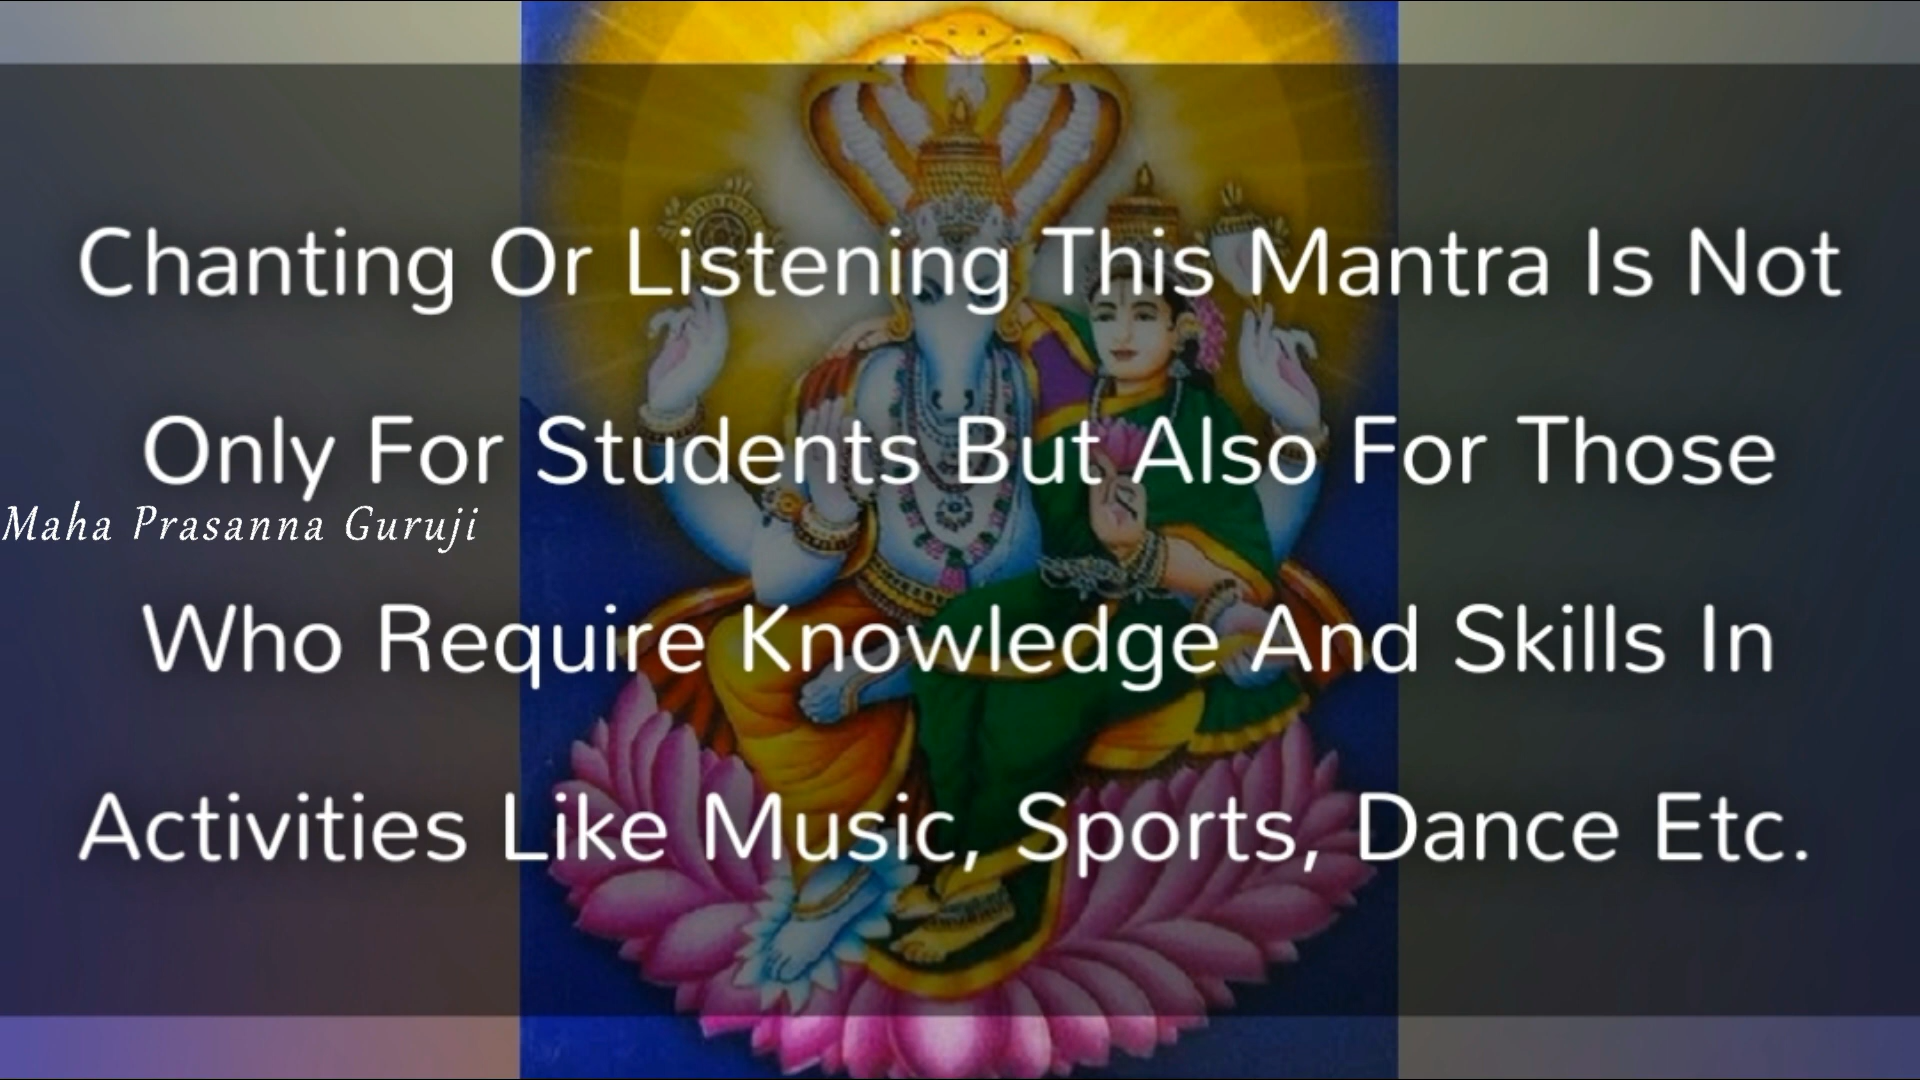 Chanting Or Listening This Mantra Is Not
Only For Students But Also For Those
Maha Prasanna Guruji
Who Require Knowledge And Skills In
Activities Like Music, Sports, Dance Etc.